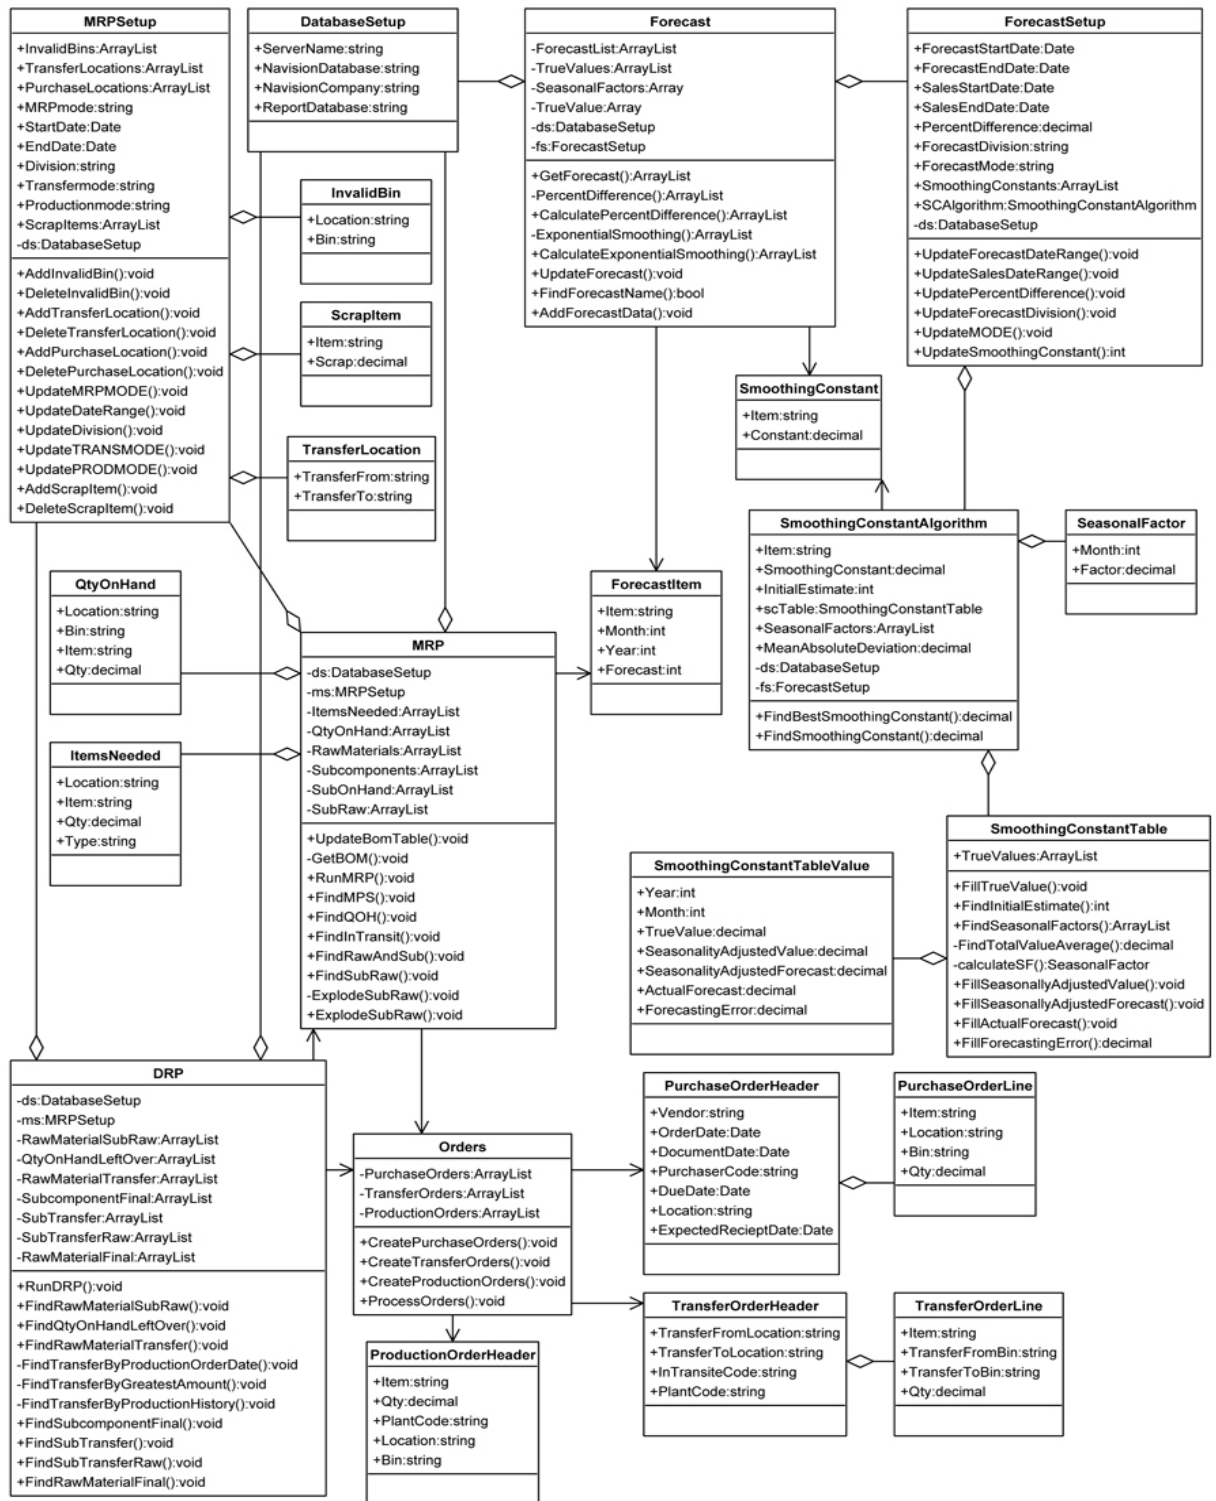 MRPSetup
+InvalidBins:ArrayList
+TransferLocations:ArrayList
+PurchaseLocations:ArrayList
+MRPmode:string
+StartDate:Date
+EndDate:Date
+Division:string
+Transfermode:string
+Productionmode:string
+ScrapItems:ArrayList
-ds:DatabaseSetup
+AddInvalidBin():void
+DeleteInvalidBin():void
+AddTransferLocation():void
+DeleteTransferLocation():void
+AddPurchaseLocation():void
+DeletePurchaseLocation():void
+UpdateMRPMODE():void
+UpdateDateRange():void
+UpdateDivision():void
+UpdateTRANSMODE():void
+UpdatePRODMODE():void
+AddScrapItem():void
+DeleteScrapItem():void
DatabaseSetup
+ServerName:string
+NavisionDatabase:string
+NavisionCompany:string
+ReportDatabase:string
Forecast
-ForecastList:ArrayList
-TrueValues:ArrayList
-SeasonalFactors:Array
-TrueValue:Array
-ds:DatabaseSetup
-fs:ForecastSetup
+GetForecast():ArrayList
-PercentDifference():ArrayList
+CalculatePercentDifference():ArrayList
-ExponentialSmoothing():ArrayList
+CalculateExponentialSmoothing():ArrayList
+UpdateForecast():void
+FindForecastName():bool
+AddForecastData():void
ForecastSetup
+ForecastStartDate:Date
+ForecastEndDate:Date
+SalesStartDate:Date
+SalesEndDate:Date
+PercentDifference:decimal
+ForecastDivision:string
+ForecastMode:string
+SmoothingConstants:ArrayList
+SCAlgorithm:SmoothingConstantAlgorithm
-ds:DatabaseSetup
+UpdateForecastDateRange():void
+UpdateSalesDateRange():void
+UpdatePercentDifference():void
+UpdateForecastDivision():void
+UpdateMODE():void
+UpdateSmoothingConstant():int
InvalidBin
+Location:string
+Bin:string
ScrapItem
+Item:string
+Scrap:decimal
TransferLocation
+TransferFrom:string
+TransferTo:string
SmoothingConstant
+Item:string
+Constant:decimal
SmoothingConstantAlgorithm
+Item:string
+SmoothingConstant:decimal
+InitialEstimate:int
+scTable:SmoothingConstantTable
+SeasonalFactors:ArrayList
+MeanAbsoluteDeviation:decimal
-ds:DatabaseSetup
-fs:ForecastSetup
+FindBestSmoothingConstant():decimal
+FindSmoothingConstant():decimal
SeasonalFactor
+Month:int
+Factor:decimal
QtyOnHand
+Location:string
+Bin:string
+Item:string
+Qty:decimal
ItemsNeeded
+Location:string
+Item:string
+Qty:decimal
+Type:string
MRP
-ds:DatabaseSetup
-ms:MRPSetup
-ItemsNeeded:ArrayList
-QtyOnHand:ArrayList
-RawMaterials:ArrayList
-Subcomponents:ArrayList
-SubOnHand:ArrayList
-SubRaw:ArrayList
+UpdateBomTable():void
-GetBOM():void
+RunMRP():void
+FindMPS():void
+FindQOH():void
+FindInTransit():void
+FindRawAndSub():void
+FindSubRaw():void
-ExplodeSubRaw():void
+ExplodeSubRaw():void
ForecastItem
+Item:string
+Month:int
+Year:int
+Forecast:int
SmoothingConstantTable
+TrueValues:ArrayList
+FillTrueValue():void
+FindInitialEstimate():int
+FindSeasonalFactors():ArrayList
-FindTotalValueAverage():decimal
-calculateSF():SeasonalFactor
+FillSeasonallyAdjustedValue():void
+FillSeasonallyAdjustedForecast():void
+FillActualForecast():void
+FillForecastingError():decimal
SmoothingConstantTableValue
+Year:int
+Month:int
+TrueValue:decimal
+SeasonalityAdjustedValue:decimal
+SeasonalityAdjustedForecast:decimal
+ActualForecast:decimal
+ForecastingError:decimal
DRP
-ds:DatabaseSetup
-ms:MRPSetup
-RawMaterialSubRaw:ArrayList
-QtyOnHandLeftOver:ArrayList
-RawMaterialTransfer:ArrayList
-SubcomponentFinal:ArrayList
-SubTransfer:ArrayList
-SubTransferRaw:ArrayList
-RawMaterialFinal:ArrayList
+RunDRP():void
+FindRawMaterialSubRaw():void
+FindQtyOnHandLeftOver():void
+FindRawMaterialTransfer():void
-FindTransferByProductionOrderDate():void
-FindTransferByGreatestAmount():void
-FindTransferByProductionHistory():void
+FindSubcomponentFinal():void
+FindSubTransfer():void
+FindSubTransferRaw():void
+FindRawMaterialFinal():void
Orders
-PurchaseOrders:ArrayList
-TransferOrders:ArrayList
-ProductionOrders:ArrayList
+CreatePurchaseOrders():void
+CreateTransferOrders():void
+CreateProductionOrders():void
+ProcessOrders():void
PurchaseOrderHeader
+Vendor:string
+OrderDate:Date
+DocumentDate:Date
+PurchaserCode:string
+DueDate:Date
+Location:string
+ExpectedRecieptDate:Date
PurchaseOrderLine
+Item:string
+Location:string
+Bin:string
+Qty:decimal
TransferOrderHeader
+TransferFromLocation:string
+TransferToLocation:string
+InTransiteCode:string
+PlantCode:string
TransferOrderLine
+Item:string
+TransferFromBin:string
+TransferToBin:string
+Qty:decimal
ProductionOrderHeader
+Item:string
+Qty:decimal
+PlantCode:string
+Location:string
+Bin:string